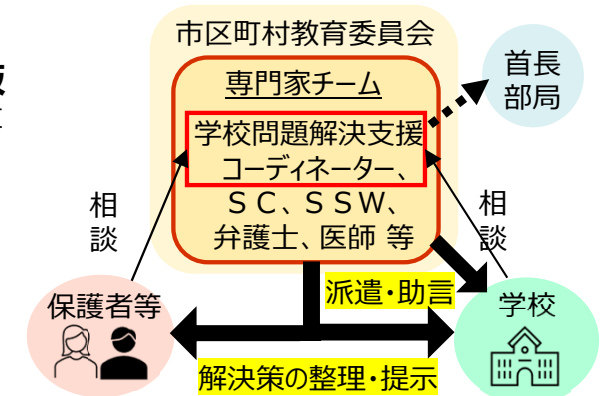 市区町村教育委員会
首長
部局
専門家チーム
学校問題解決支援
コーディネーター、
ＳＣ、ＳＳＷ、
弁護士、医師 等
相
談
相
談
派遣・助言
保護者等
学校
解決策の整理・提示